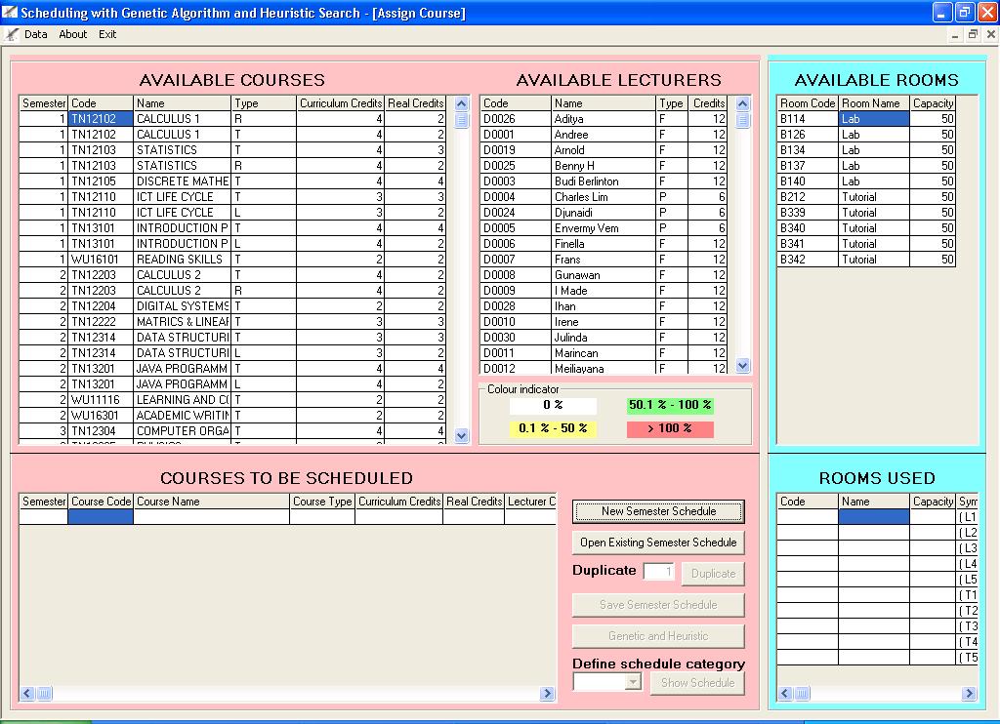 Scheduling with Genetic Algorithm and Heuristic Search - [Assign Course]
Data About Exit
AVAILABLE COURSES
Semester Code Name Type Curriculum Credits Real Credits
1 TN12102 CALCULUS 1 R 4 2
1 TN12102 CALCULUS 1 T 4 2
1 TN12103 STATISTICS T 4 3
1 TN12103 STATISTICS R 4 2
1 TN12105 DISCRETE MATHE T 4 4
1 TN12110 ICT LIFE CYCLE T 3 3
1 TN12110 ICT LIFE CYCLE L 3 2
1 TN13101 INTRODUCTION P T 4 4
1 TN13101 INTRODUCTION P L 4 2
1 WU16101 READING SKILLS T 2 2
2 TN12203 CALCULUS 2 T 4 2
2 TN12203 CALCULUS 2 R 4 2
2 TN12204 DIGITAL SYSTEMS T 2 2
2 TN12222 MATRICS & LINEAR T 3 3
2 TN12314 DATA STRUCTURI T 3 3
2 TN12314 DATA STRUCTURI L 3 2
2 TN13201 JAVA PROGRAMM T 4 4
2 TN13201 JAVA PROGRAMM L 4 2
2 WU11116 LEARNING AND CO T 2 2
2 WU16301 ACADEMIC WRITIN T 2 2
3 TN12304 COMPUTER ORGA T 4 4
AVAILABLE LECTURERS
Code Name Type Credits
D0026 Aditya F 12
D0001 Andree F 12
D0019 Arnold F 12
D0025 Benny H F 12
D0003 Budi Berlinton F 12
D0004 Charles Lim P 6
D0024 Djunaidi P 6
D0005 Envermy Vem P 6
D0006 Finella F 12
D0007 Frans F 12
D0008 Gunawan F 12
D0009 I Made F 12
D0028 Ihan F 12
D0010 Irene F 12
D0030 Julinda F 12
D0011 Marincan F 12
D0012 Meiliayana F 12
Colour indicator
0 % 50.1 % - 100 %
0.1 % - 50 % > 100 %
AVAILABLE ROOMS
Room Code Room Name Capacity
B114 Lab 50
B126 Lab 50
B134 Lab 50
B137 Lab 50
B140 Lab 50
B212 Tutorial 50
B339 Tutorial 50
B340 Tutorial 50
B341 Tutorial 50
B342 Tutorial 50
COURSES TO BE SCHEDULED
Semester Course Code Course Name Course Type Curriculum Credits Real Credits Lecturer C
New Semester Schedule
Open Existing Semester Schedule
Duplicate 1 Duplicate
Save Semester Schedule
Genetic and Heuristic
Define schedule category
Show Schedule
ROOMS USED
Code Name Capacity Sym
( L1
( L2
( L3
( L4
( L5
( T1
( T2
( T3
( T4
( T5